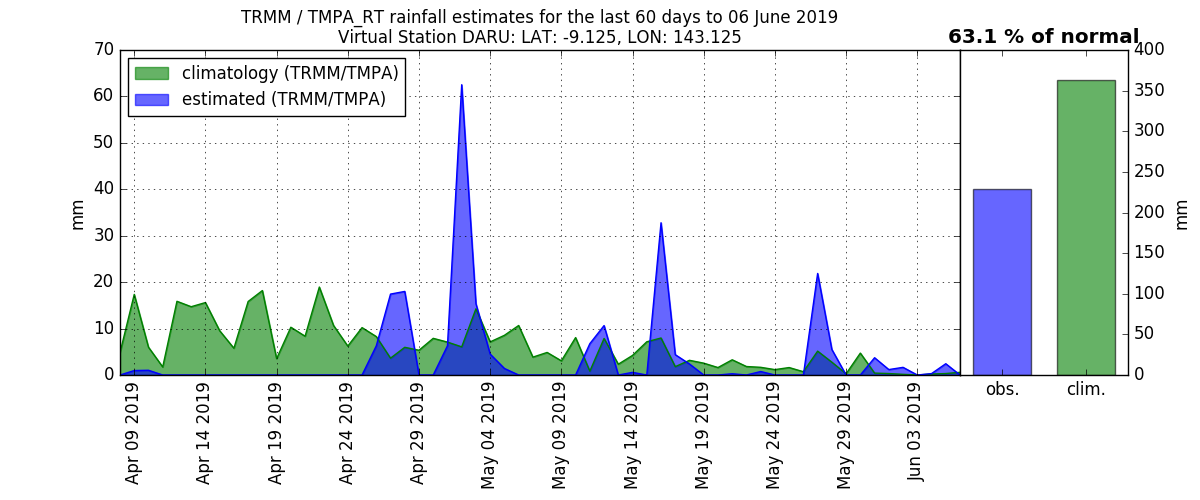 TRMM / TMPA_RT rainfall estimates for the last 60 days to 06 June 2019
Virtual Station DARU: LAT: -9.125, LON: 143.125
63.1 % of normal
climatology (TRMM/TMPA)
estimated (TRMM/TMPA)
70
60
50
40
30
20
10
0
mm
Apr 09 2019
Apr 14 2019
Apr 19 2019
Apr 24 2019
Apr 29 2019
May 04 2019
May 09 2019
May 14 2019
May 19 2019
May 24 2019
May 29 2019
Jun 03 2019
obs.
clim.
400
350
300
250
200
150
100
50
0
mm